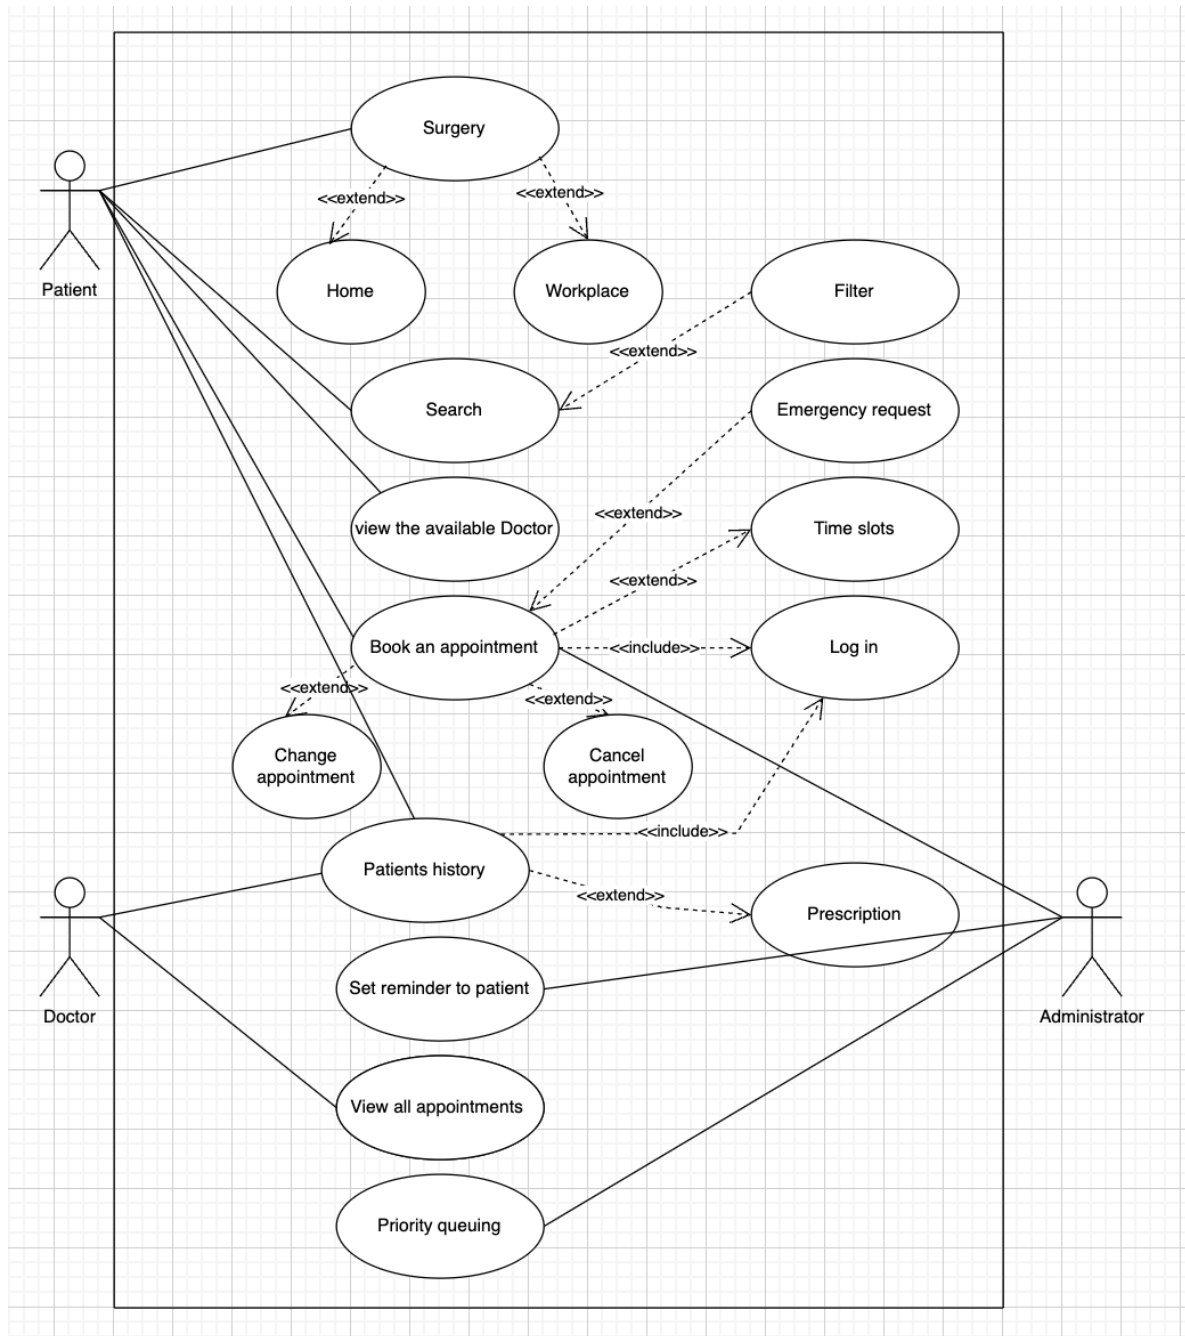 Surgery
<<extend>>
<<extend>>
Patient
Home
Workplace
Filter
<<extend>>
Search
Emergency request
<<extend>>
view the available Doctor
Time slots
<<extend>>
Book an appointment
<<include>>
Log in
<<extend>>
<<extend>>
Change
appointment
Cancel
appointment
<<include>>
Patients history
<<extend>>
Prescription
Doctor
Set reminder to patient
Administrator
View all appointments
Priority queuing